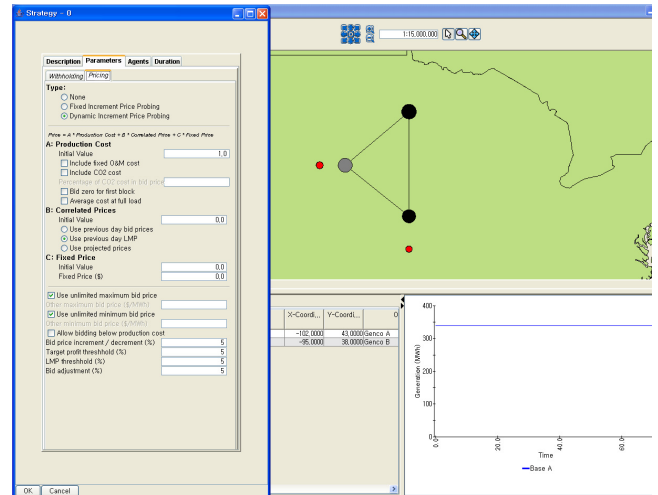 Strategy - 0
1:15,000,000
Description Parameters Agents Duration
Withholding Pricing
Type:
None
Fixed Increment Price Probing
Dynamic Increment Price Probing
Price = A * Production Cost + B * Correlated Price + C * Fixed Price
A: Production Cost
Initial Value 1,0
Include fixed O&M cost
Include CO2 cost
Percentage of CO2 cost in bid price
Bid zero for first block
Average cost at full load
B: Correlated Prices
Initial Value 0,0
Use previous day bid prices
Use previous day LMP
Use projected prices
C: Fixed Price
Initial Value 0,0
Fixed Price ($) 0,0
Use unlimited maximum bid price
Other maximum bid price ($/MWh)
Use unlimited minimum bid price
Other minimum bid price ($/MWh)
Allow bidding below production cost
Bid price increment / decrement (%) 5
Target profit threshhold (%) 5
LMP threshhold (%) 5
Bid adjustment (%) 5
OK Cancel
X-Coordi,,, Y-Coordi,,, O
-102,0000 43,0000 Genco A
-95,0000 38,0000 Genco B
400
300
200
100
0
Generation (MWh)
0.0 20.0 40.0 60.0
Time
Base A